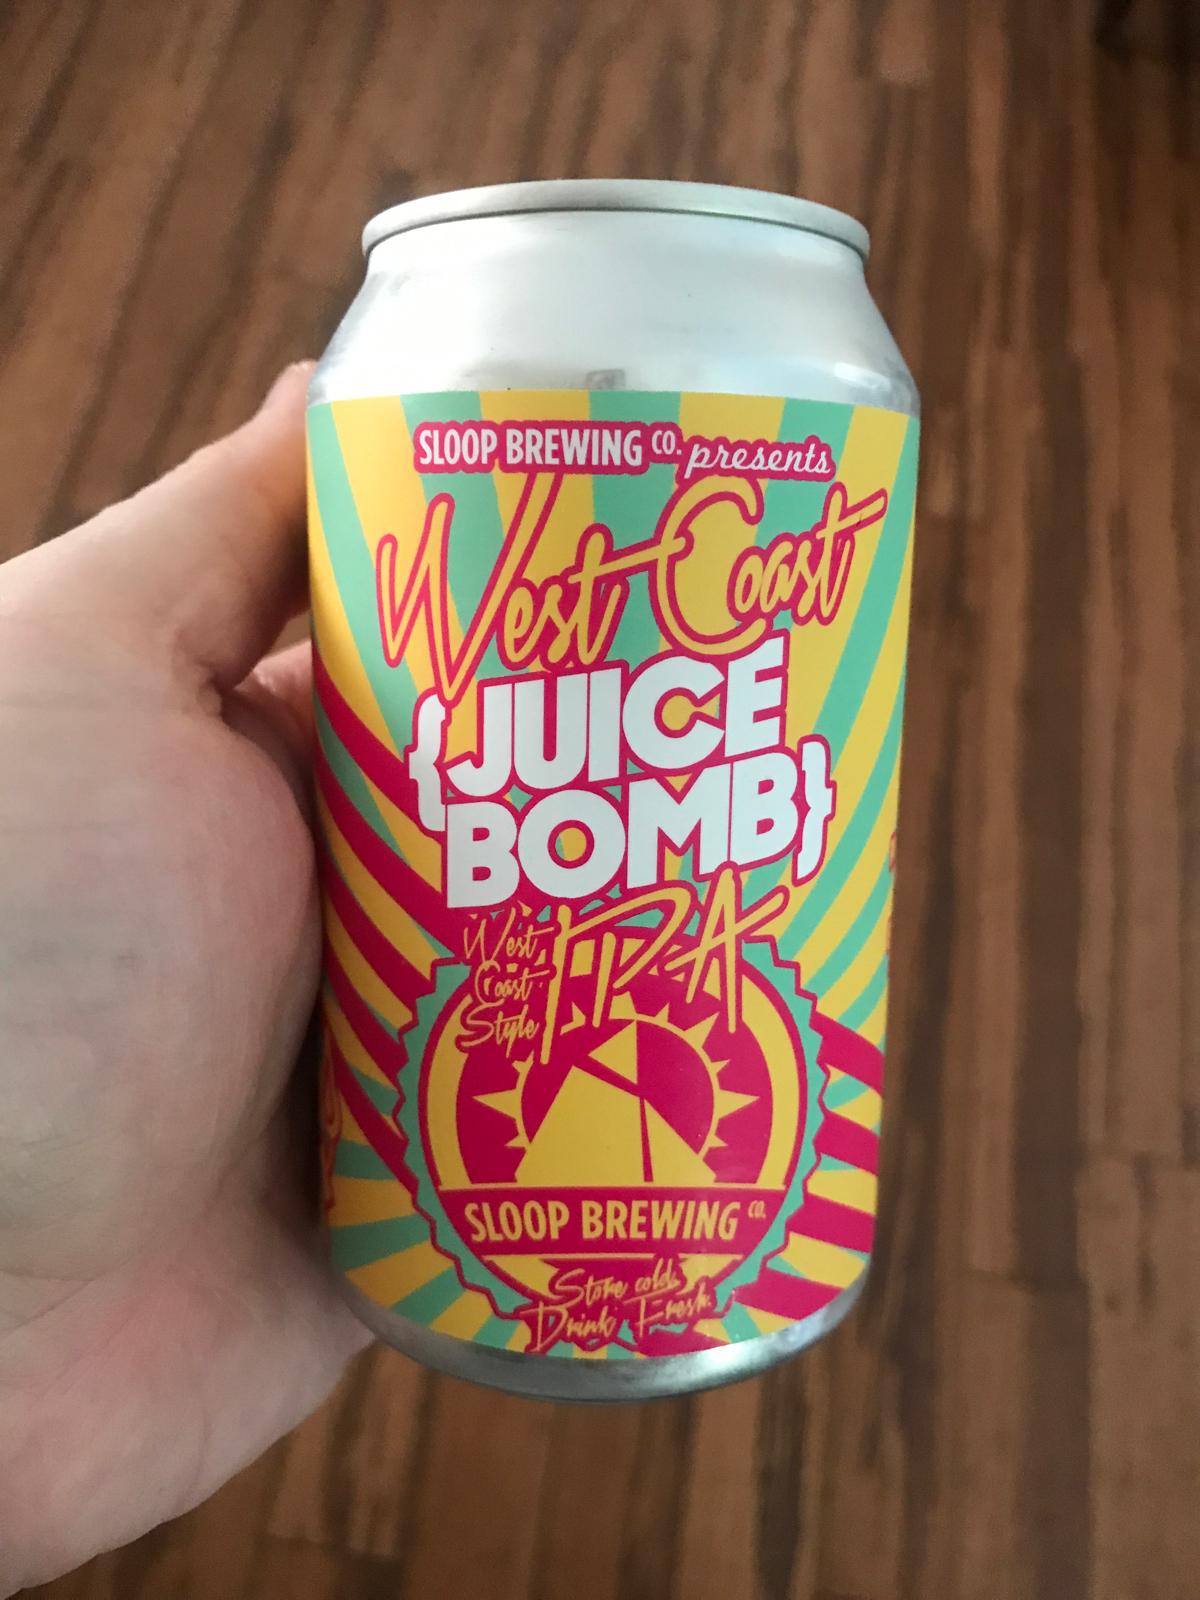 SLOOP BREWING CO. presents
West Coast
{JUICE
BOMB}
West Coast Style IPA
SLOOP BREWING CO.
Store cold.
Drink Fresh.